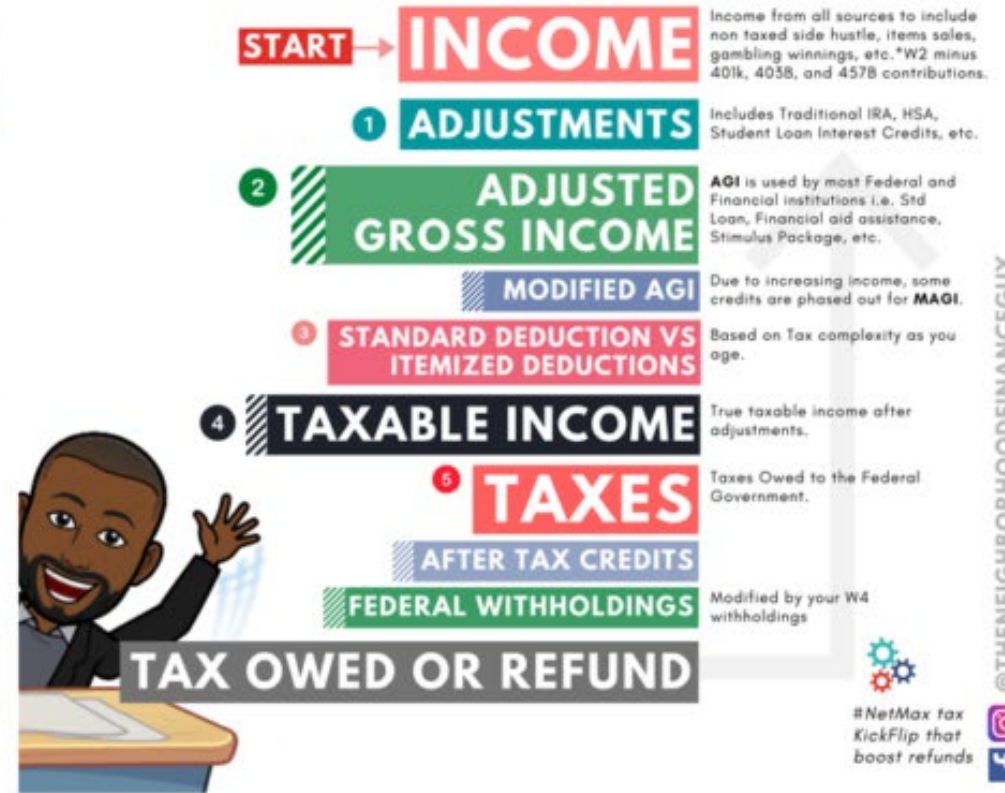 START
INCOME
Income from all sources to include
non taxed side hustle, items sales,
gambling winnings, etc.*W2 minus
401k, 403B, and 457B contributions.
1
ADJUSTMENTS
Includes Traditional IRA, HSA,
Student Loan Interest Credits, etc.
2
ADJUSTED
GROSS INCOME
AGI is used by most Federal and
Financial institutions i.e. Std
Loan, Financial aid assistance,
Stimulus Package, etc.
MODIFIED AGI
Due to increasing income, some
credits are phased out for MAGI.
3
STANDARD DEDUCTION VS
ITEMIZED DEDUCTIONS
Based on Tax complexity as you
age.
4
TAXABLE INCOME
True taxable income after
adjustments.
5
TAXES
Taxes Owed to the Federal
Government.
AFTER TAX CREDITS
FEDERAL WITHHOLDINGS
Modified by your W4
withholdings
TAX OWED OR REFUND
#NetMax tax
KickFlip that
boost refunds
@THENEIGHBORHOODFINANCEGUY